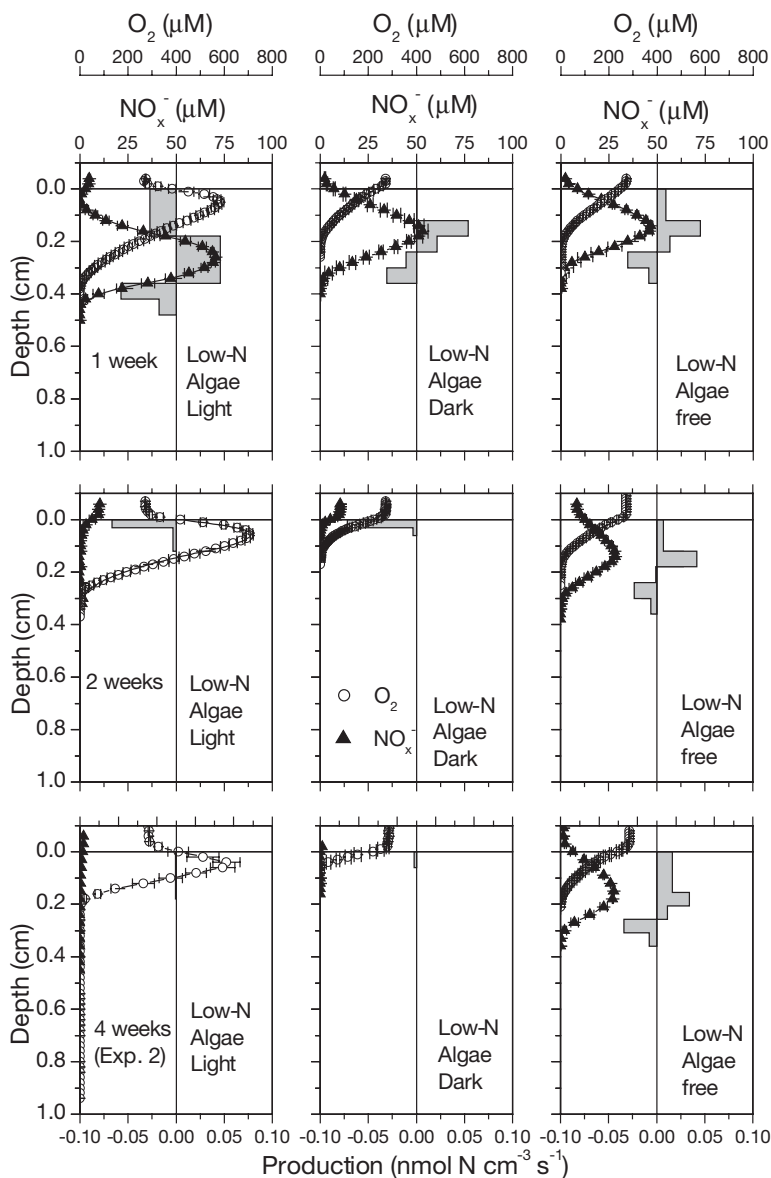 O2 (μM) O2 (μM) O2 (μM)
0 200 400 600 800 0 200 400 600 800 0 200 400 600 800
NOx- (μM) NOx- (μM) NOx- (μM)
0 25 50 75 100 0 25 50 75 100 0 25 50 75 100
Depth (cm)
0.0
0.2
0.4
0.6
0.8
1.0
1 week
Low-N
Algae
Light
Low-N
Algae
Dark
Low-N
Algae
free
Depth (cm)
0.0
0.2
0.4
0.6
0.8
1.0
2 weeks
Low-N
Algae
Light
O2
NOx-
Low-N
Algae
Dark
Low-N
Algae
free
Depth (cm)
0.0
0.2
0.4
0.6
0.8
1.0
4 weeks
(Exp. 2)
Low-N
Algae
Light
Low-N
Algae
Dark
Low-N
Algae
free
-0.10 -0.05 0.00 0.05 -0.10 -0.05 0.00 0.05 -0.10 -0.05 0.00 0.05 0.10
Production (nmol N cm-3 s-1)